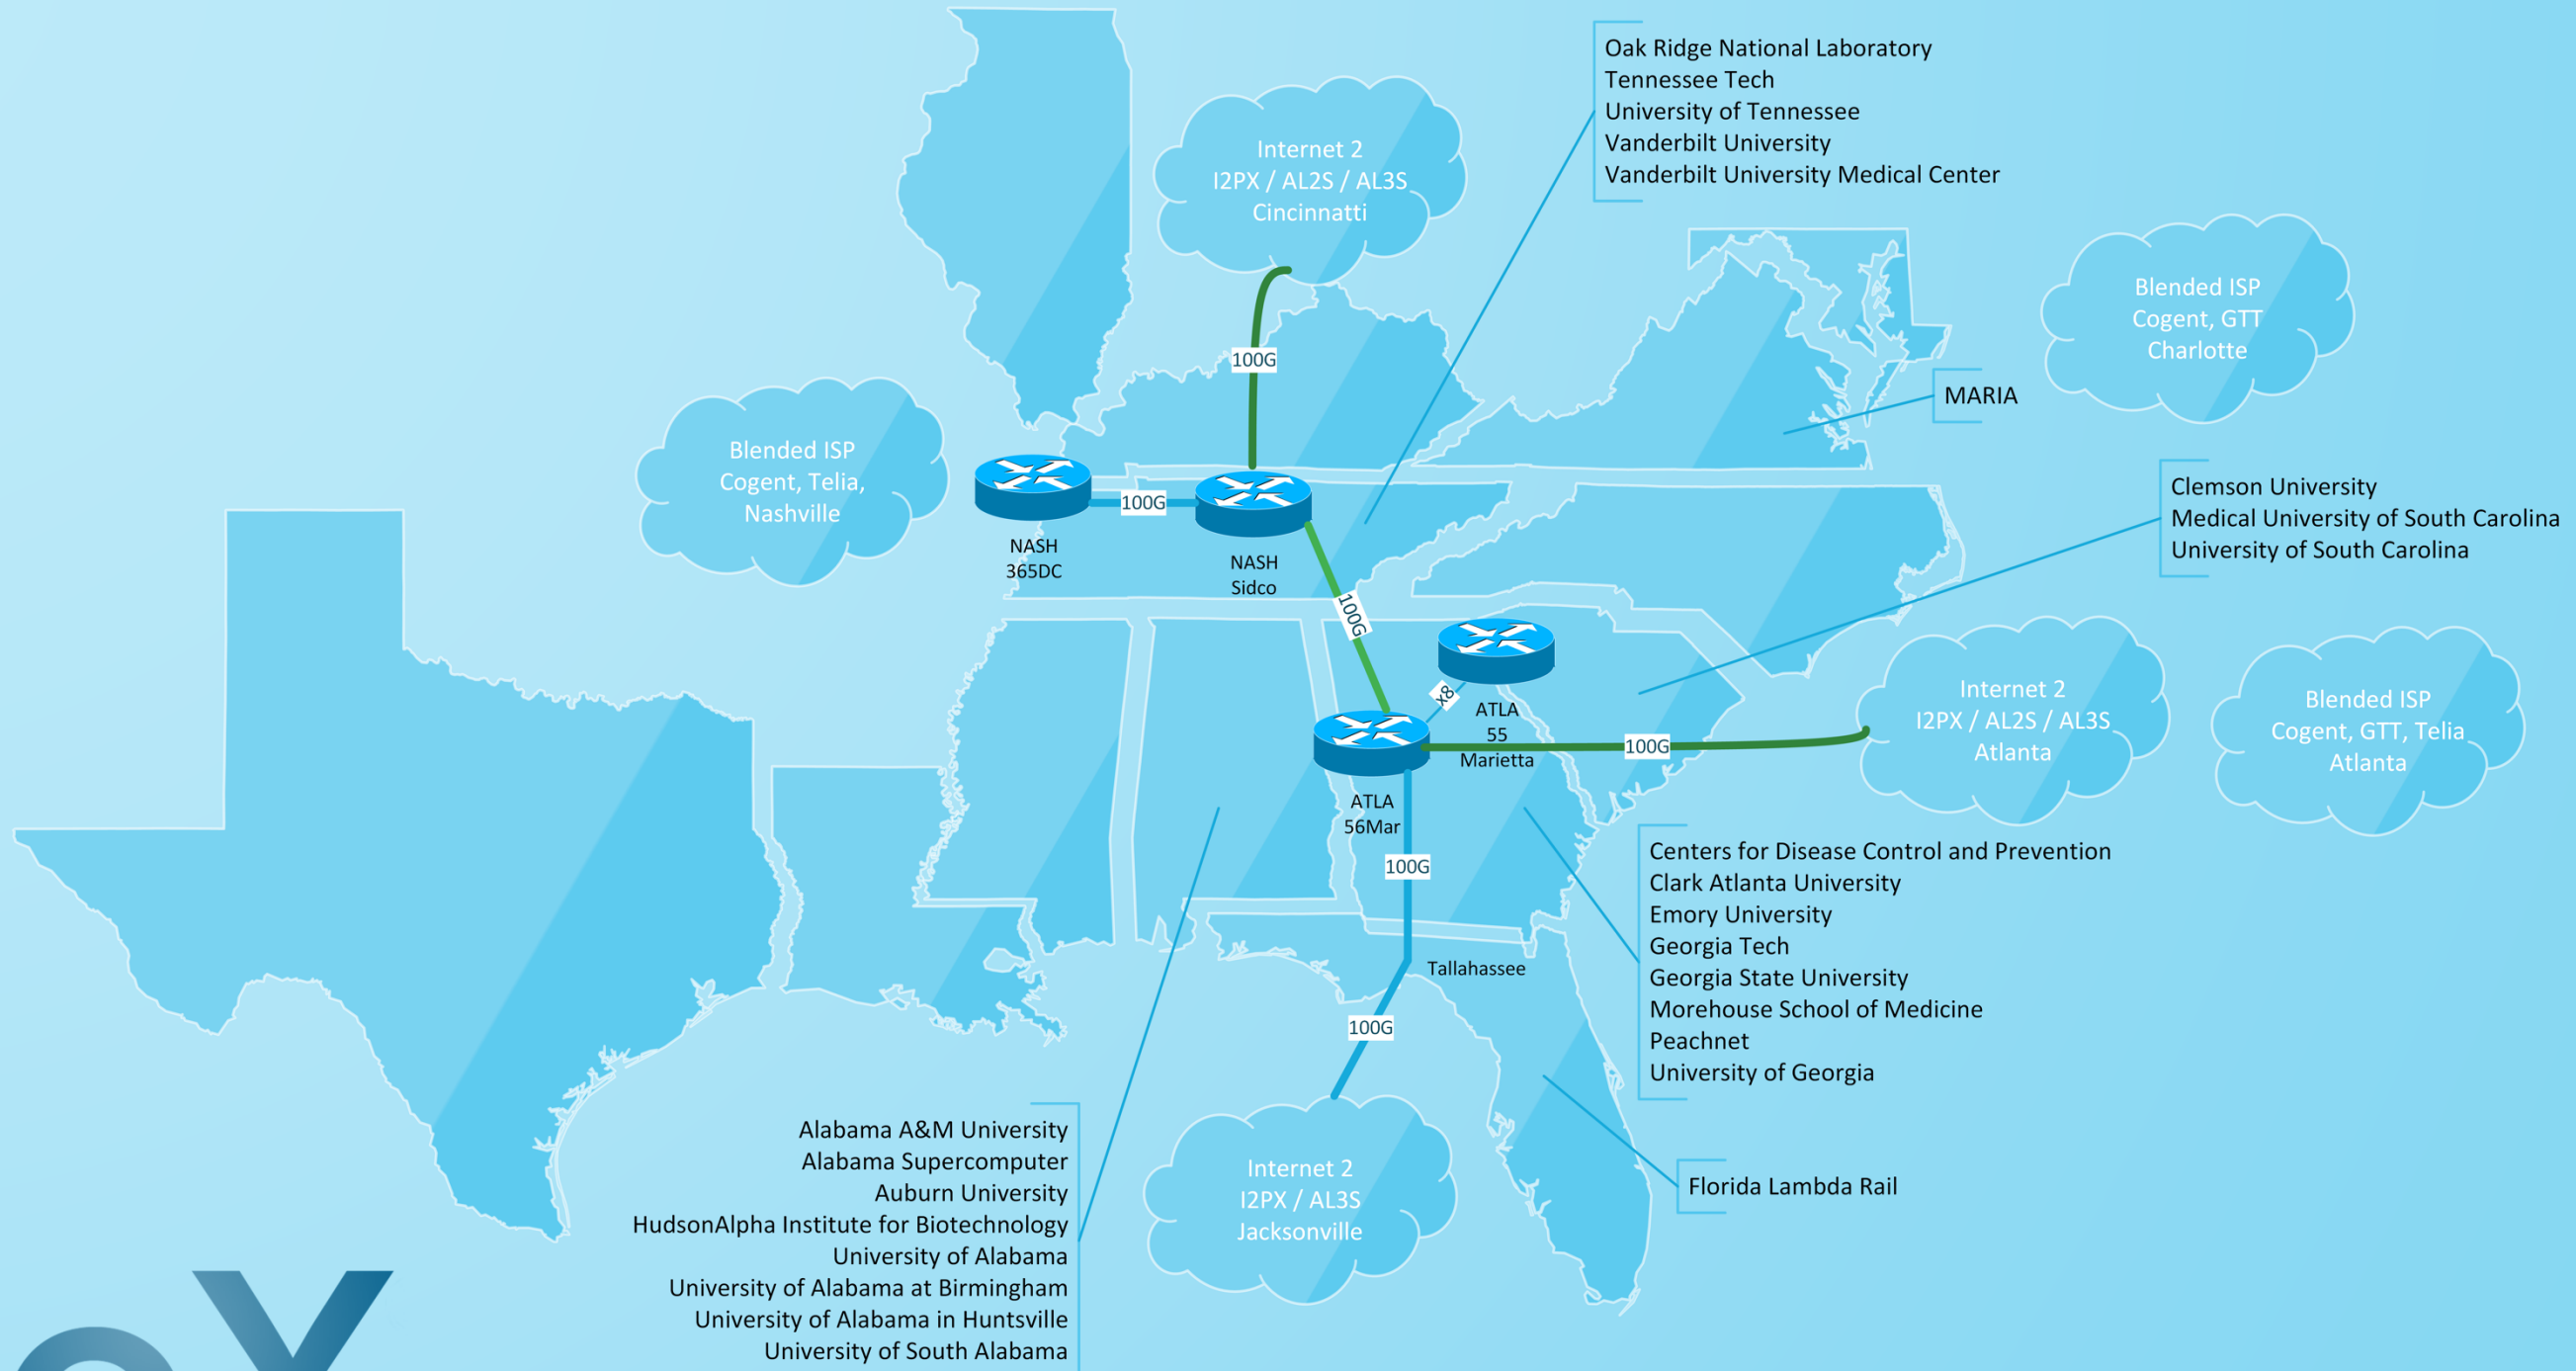 Oak Ridge National Laboratory
Tennessee Tech
University of Tennessee
Vanderbilt University
Vanderbilt University Medical Center
Internet 2
I2PX / AL2S / AL3S
Cincinnatti
Blended ISP
Cogent, GTT
Charlotte
100G
MARIA
Blended ISP
Cogent, Telia,
Nashville
100G
NASH
365DC
NASH
Sidco
Clemson University
Medical University of South Carolina
University of South Carolina
100G
x8
ATLA
55
Marietta
100G
Internet 2
I2PX / AL2S / AL3S
Atlanta
Blended ISP
Cogent, GTT, Telia
Atlanta
ATLA
56Mar
100G
Centers for Disease Control and Prevention
Clark Atlanta University
Emory University
Georgia Tech
Georgia State University
Morehouse School of Medicine
Peachnet
University of Georgia
Tallahassee
100G
Alabama A&M University
Alabama Supercomputer
Auburn University
HudsonAlpha Institute for Biotechnology
University of Alabama
University of Alabama at Birmingham
University of Alabama in Huntsville
University of South Alabama
Internet 2
I2PX / AL3S
Jacksonville
Florida Lambda Rail